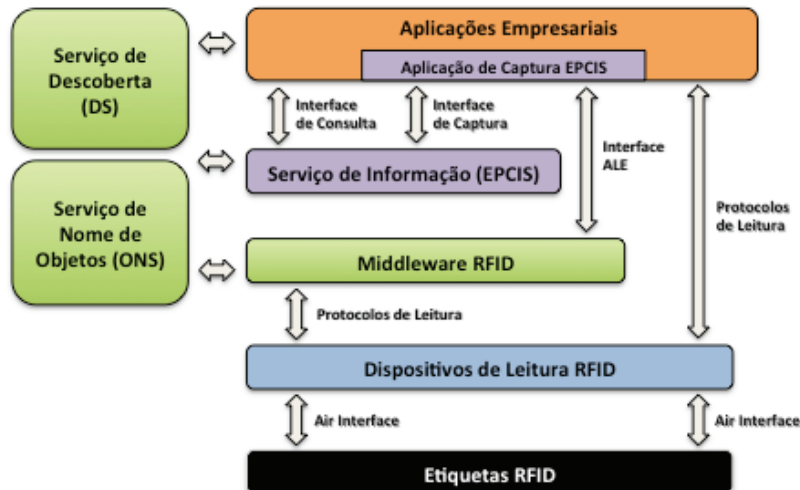 Serviço de
Descoberta
(DS)
Aplicações Empresariais
Aplicação de Captura EPCIS
Interface
de Consulta
Interface
de Captura
Interface
ALE
Protocolos
de Leitura
Serviço de Informação (EPCIS)
Serviço de
Nome de
Objetos (ONS)
Middleware RFID
Protocolos de Leitura
Dispositivos de Leitura RFID
Air Interface
Air Interface
Etiquetas RFID